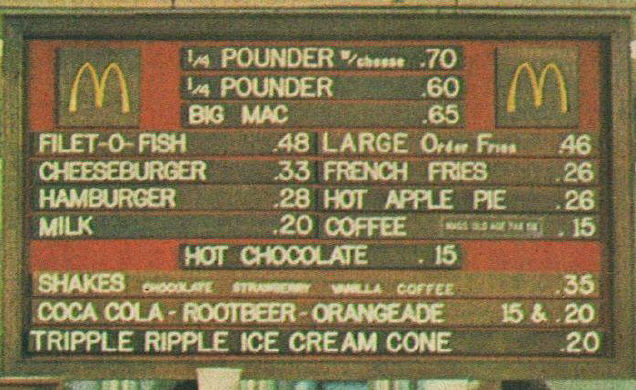 1/4 POUNDER W/cheese .70
1/4 POUNDER .60
BIG MAC .65
FILET-O-FISH .48
LARGE Order Fries .46
CHEESEBURGER .33
FRENCH FRIES .26
HAMBURGER .28
HOT APPLE PIE .26
MILK .20
COFFEE . 15
HOT CHOCOLATE . 15
SHAKES CHOCOLATE STRAWBERRY VANILLA COFFEE .35
COCA COLA - ROOTBEER - ORANGEADE 15 & .20
TRIPPLE RIPPLE ICE CREAM CONE .20